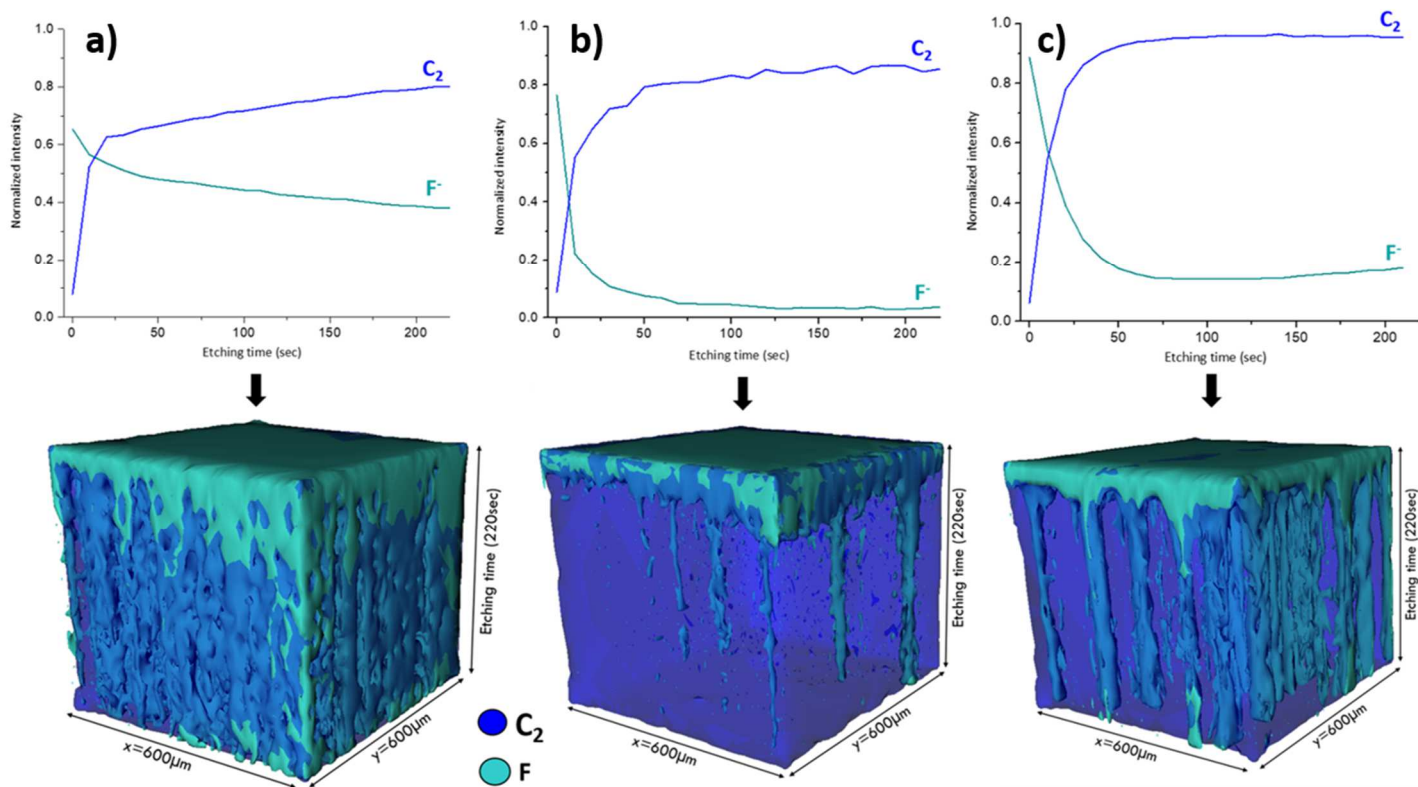 a)
1.0
0.8
0.6
0.4
0.2
0.0
Normalized intensity
C₂
F⁻
0
50
100
150
200
Etching time (sec)
b)
1.0
0.8
0.6
0.4
0.2
0.0
Normalized intensity
C₂
F⁻
0
50
100
150
200
Etching time (sec)
c)
1.0
0.8
0.6
0.4
0.2
0.0
Normalized intensity
C₂
F⁻
0
50
100
150
200
Etching time (sec)
Etching time (220sec)
x=600µm
y=600µm
Etching time (220sec)
x=600µm
y=600µm
Etching time (220sec)
x=600µm
y=600µm
C₂
F